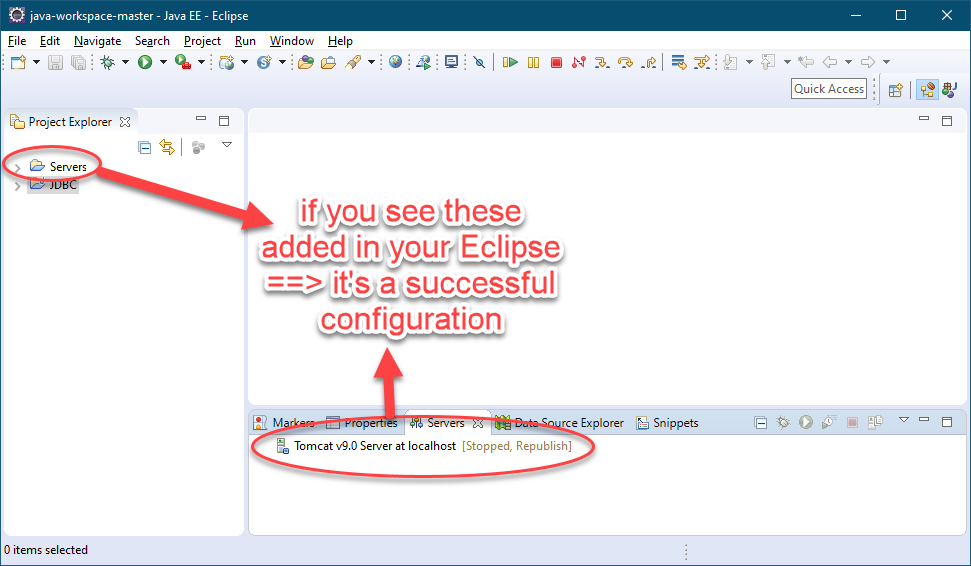 java-workspace-master - Java EE - Eclipse
File Edit Navigate Search Project Run Window Help
Quick Access
Project Explorer
Servers
JDBC
if you see these
added in your Eclipse
==> it's a successful
configuration
Markers Properties Servers Data Source Explorer Snippets
Tomcat v9.0 Server at localhost [Stopped, Republish]
0 items selected